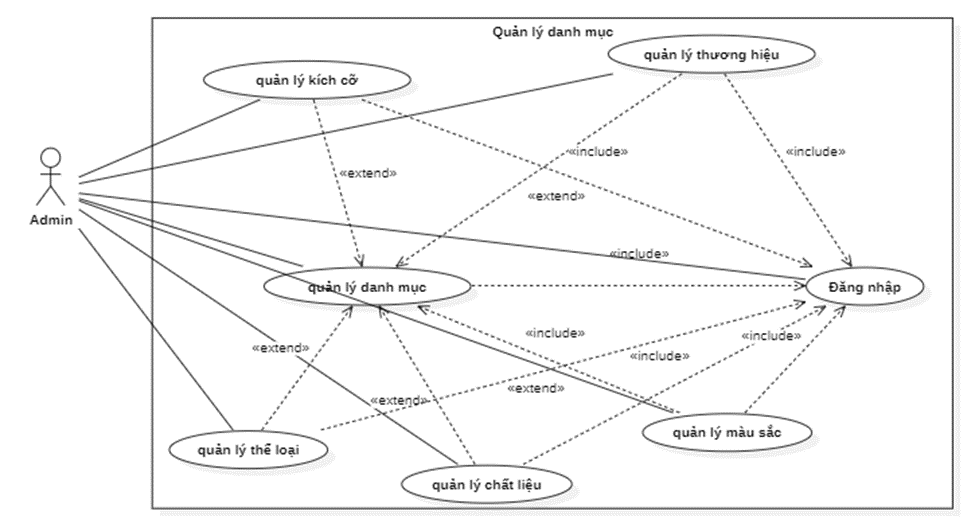 Quản lý danh mục
quản lý thương hiệu
quản lý kích cỡ
«include»
«include»
«extend»
«extend»
Admin
«include»
quản lý danh mục
Đăng nhập
«include»
«include»
«extend»
«include»
«extend»
«extend»
quản lý màu sắc
quản lý thể loại
quản lý chất liệu